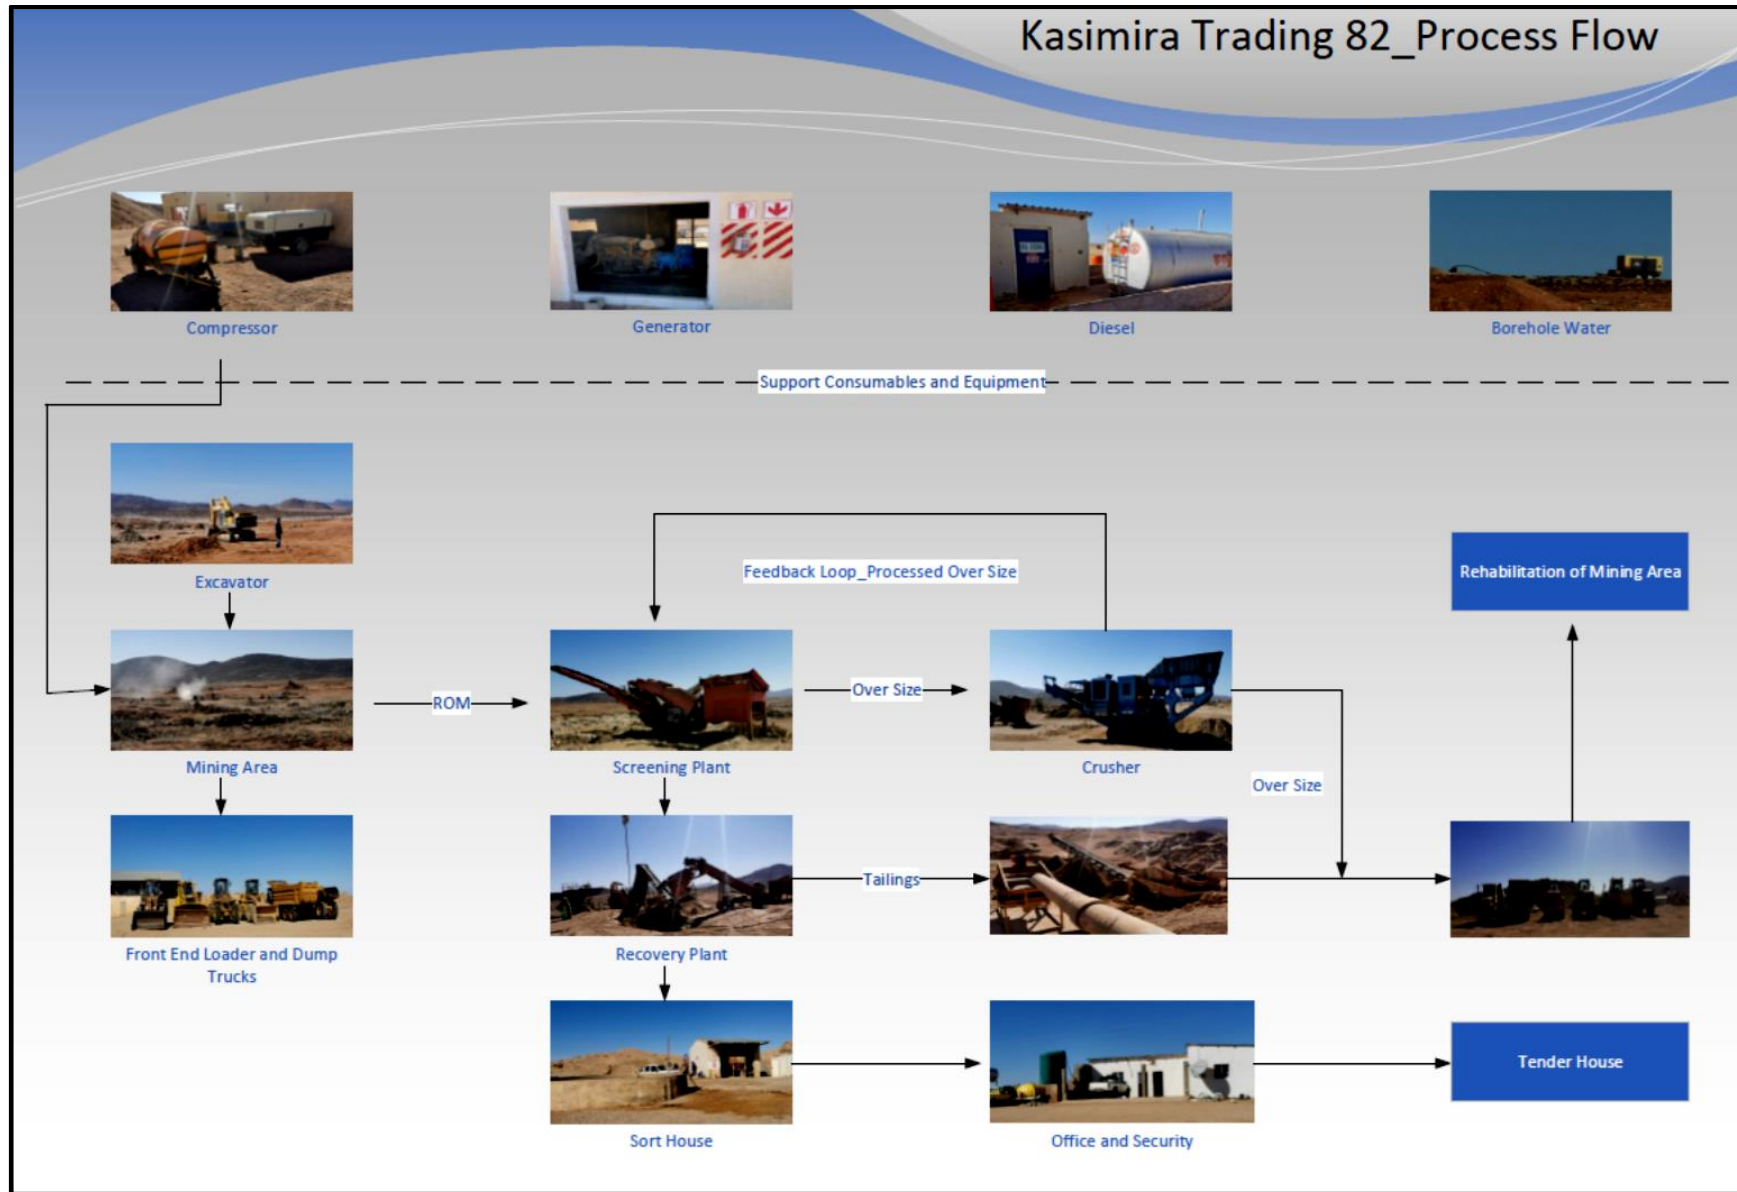 Kasimira Trading 82_Process Flow
Compressor
Generator
Diesel
Borehole Water
Support Consumables and Equipment
Excavator
Feedback Loop_Processed Over Size
Rehabilitation of Mining Area
ROM
Over Size
Mining Area
Screening Plant
Crusher
Over Size
Tailings
Front End Loader and Dump
Trucks
Recovery Plant
Tender House
Sort House
Office and Security